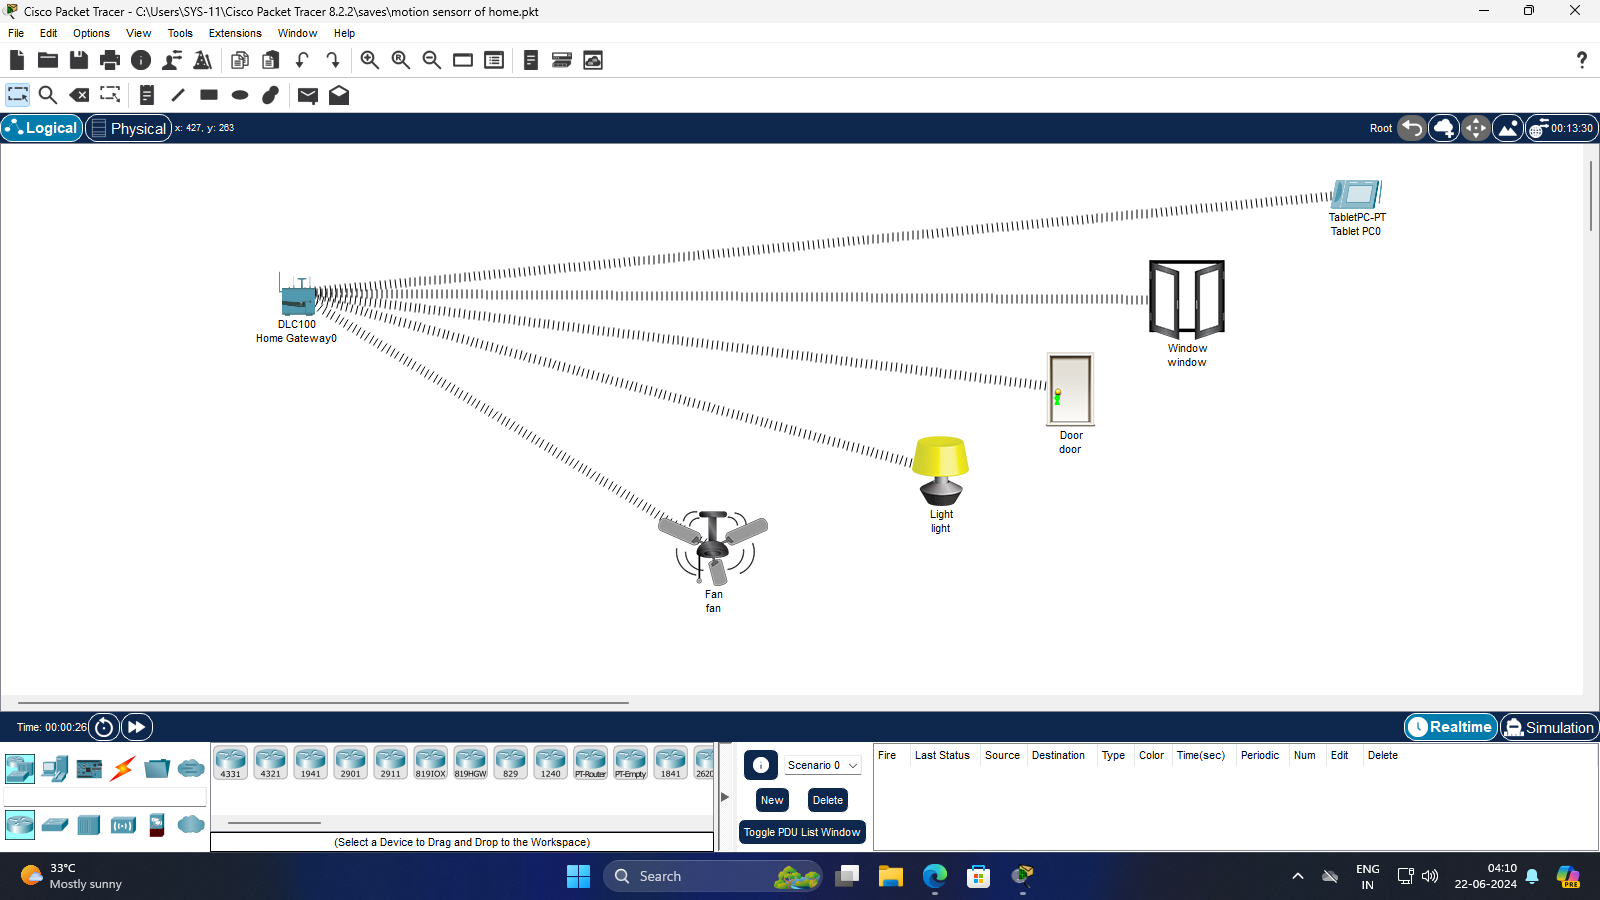 Cisco Packet Tracer - C:\Users\SYS-11\Cisco Packet Tracer 8.2.2\saves\motion sensorr of home.pkt
File Edit Options View Tools Extensions Window Help
Logical Physical x: 427, y: 263 Root 00:13:30
TabletPC-PT
Tablet PC0
DLC100
Home Gateway0
Window
window
Door
door
Light
light
Fan
fan
Time: 00:00:26 Realtime Simulation
4331 4321 1941 2901 2911 819IOX 819HGW 829 1240 PT-Router PT-Empty 1841 2620
(Select a Device to Drag and Drop to the Workspace)
Scenario 0
New Delete
Toggle PDU List Window
Fire Last Status Source Destination Type Color Time(sec) Periodic Num Edit Delete
33°C
Mostly sunny
Search
ENG
IN
04:10
22-06-2024
PRE